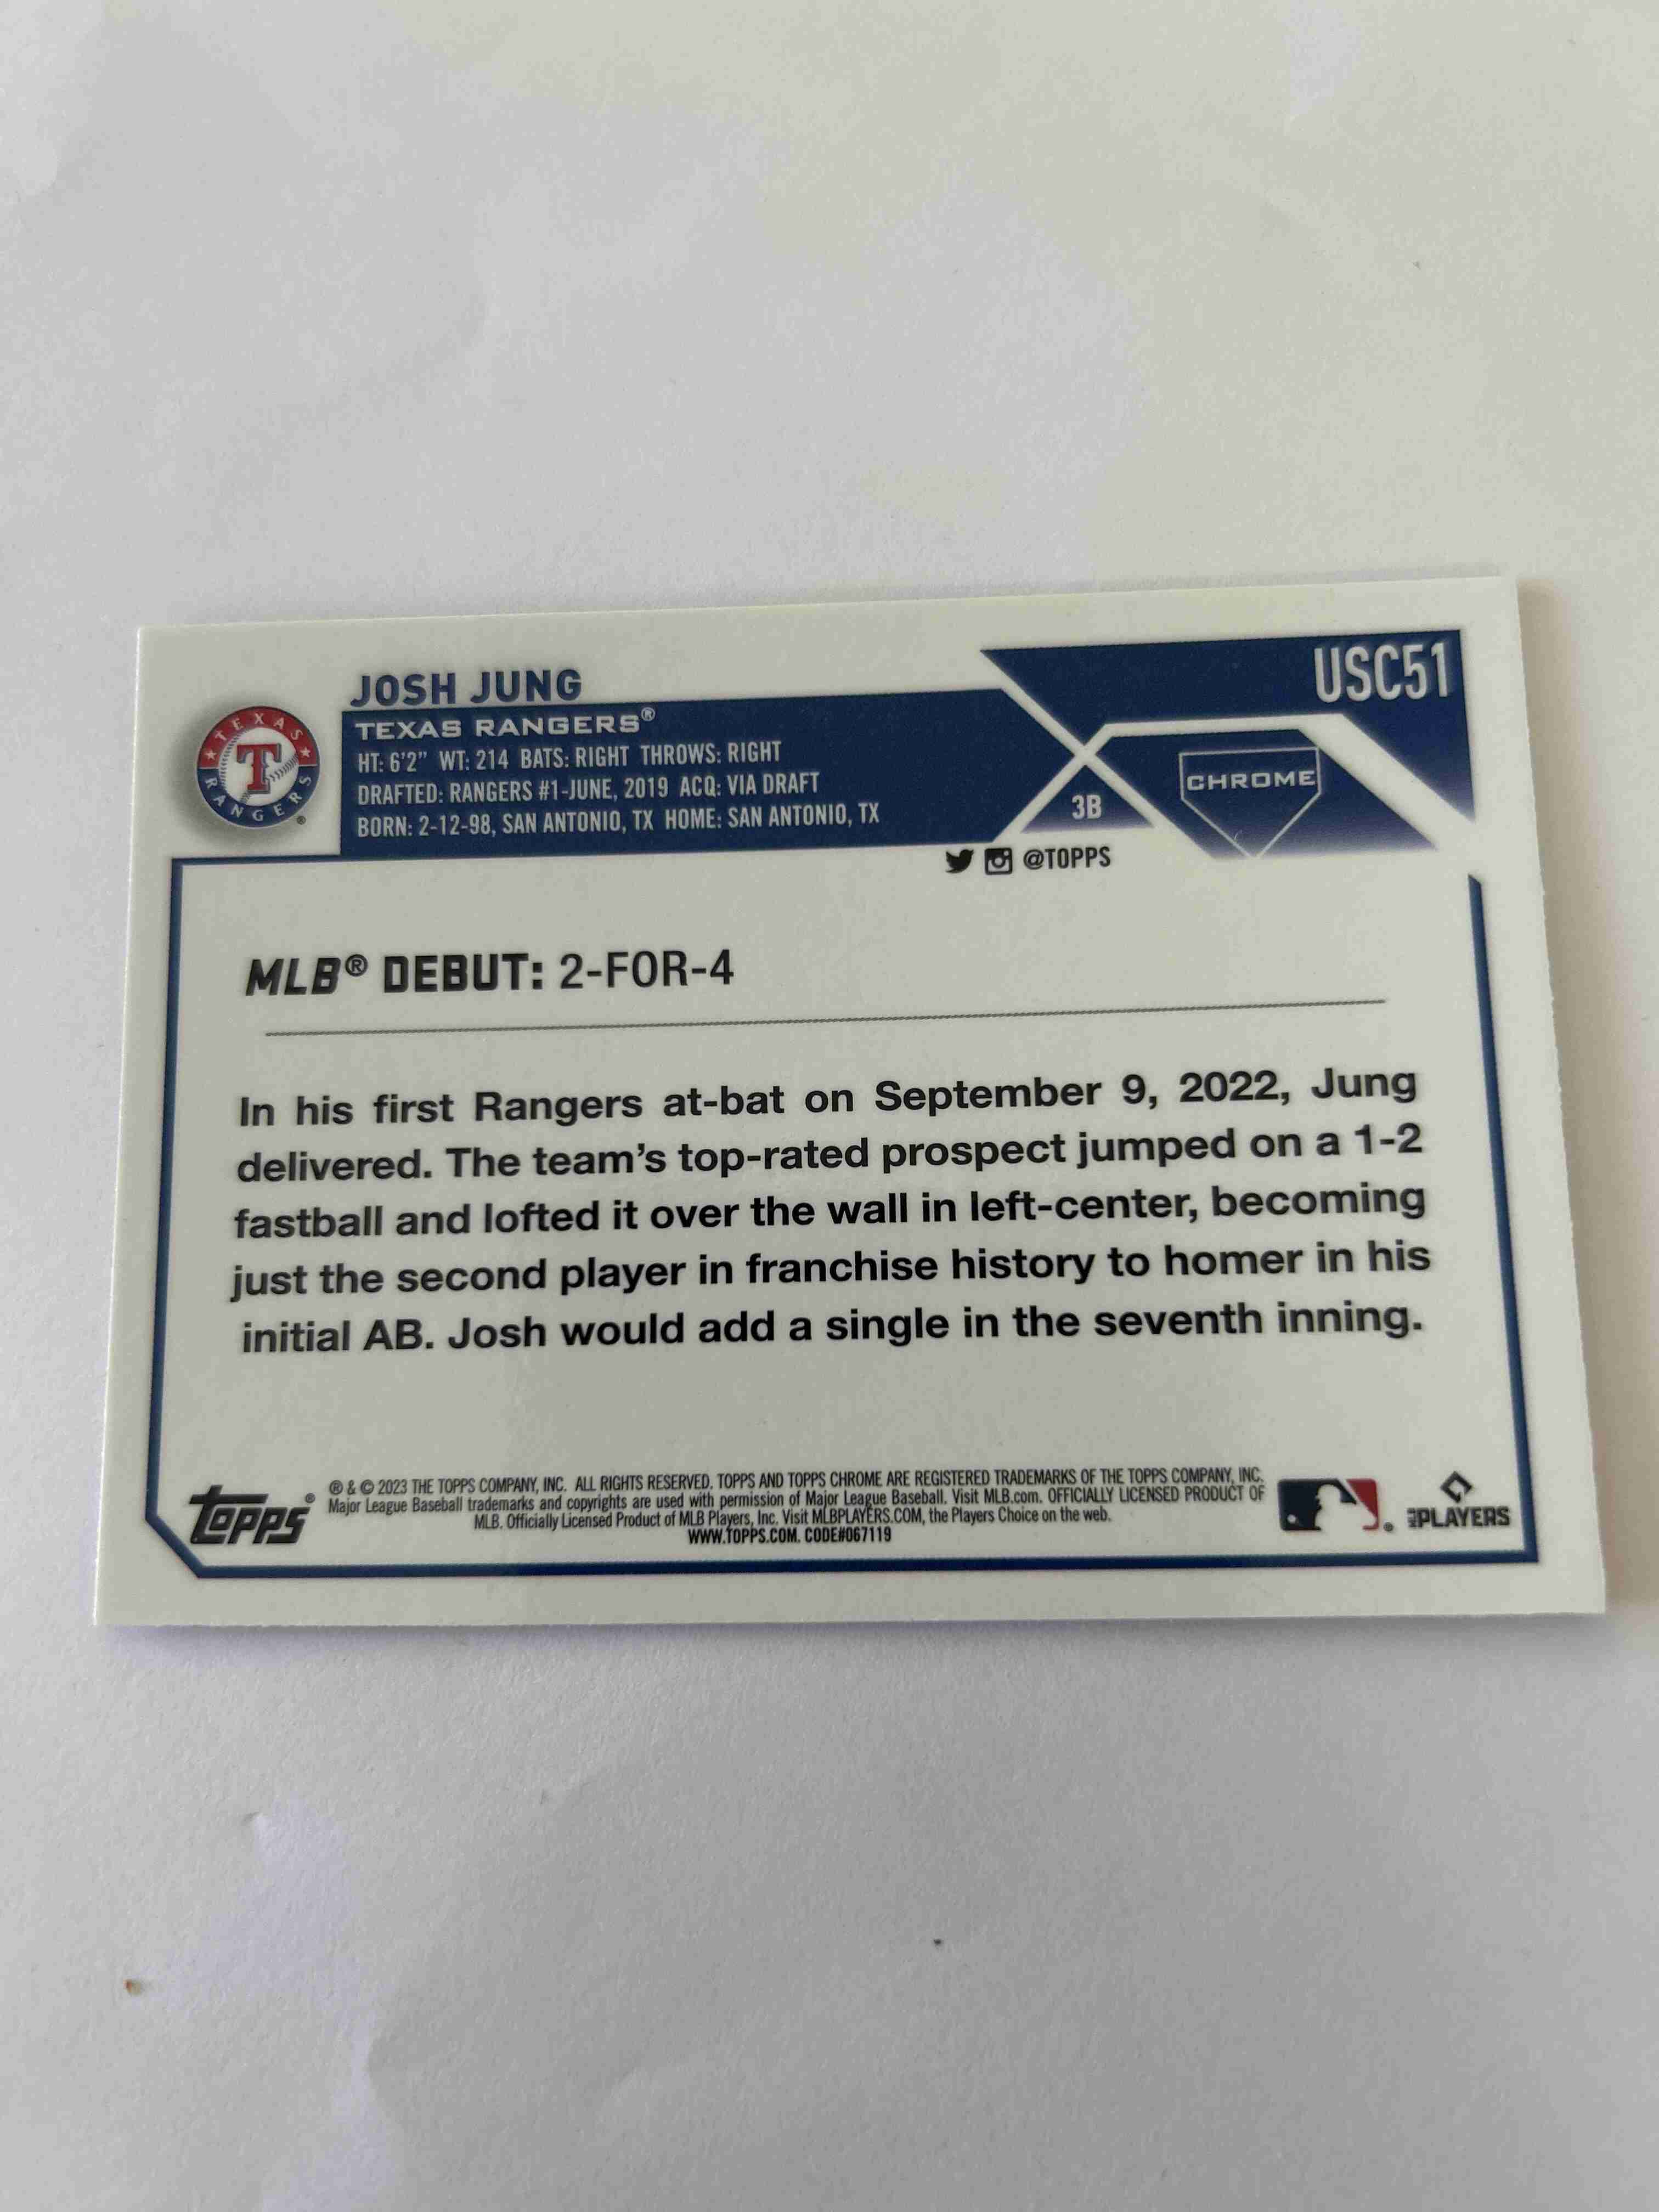 USC51
JOSH JUNG
TEXAS RANGERS®
HT: 6'2" WT: 214 BATS: RIGHT THROWS: RIGHT
DRAFTED: RANGERS #1-JUNE, 2019 ACQ: VIA DRAFT
BORN: 2-12-98, SAN ANTONIO, TX HOME: SAN ANTONIO, TX
TEXAS
T
RANGERS ®
3B
CHROME
@TOPPS
MLB® DEBUT: 2-FOR-4
In his first Rangers at-bat on September 9, 2022, Jung
delivered. The team's top-rated prospect jumped on a 1-2
fastball and lofted it over the wall in left-center, becoming
just the second player in franchise history to homer in his
initial AB. Josh would add a single in the seventh inning.
TOPPS®
® & © 2023 THE TOPPS COMPANY, INC. ALL RIGHTS RESERVED. TOPPS AND TOPPS CHROME ARE REGISTERED TRADEMARKS OF THE TOPPS COMPANY, INC.
Major League Baseball trademarks and copyrights are used with permission of Major League Baseball. Visit MLB.com. OFFICIALLY LICENSED PRODUCT OF
MLB. Officially Licensed Product of MLB Players, Inc. Visit MLBPLAYERS.COM, the Players Choice on the web.
WWW.TOPPS.COM. CODE#067119
PLAYERS